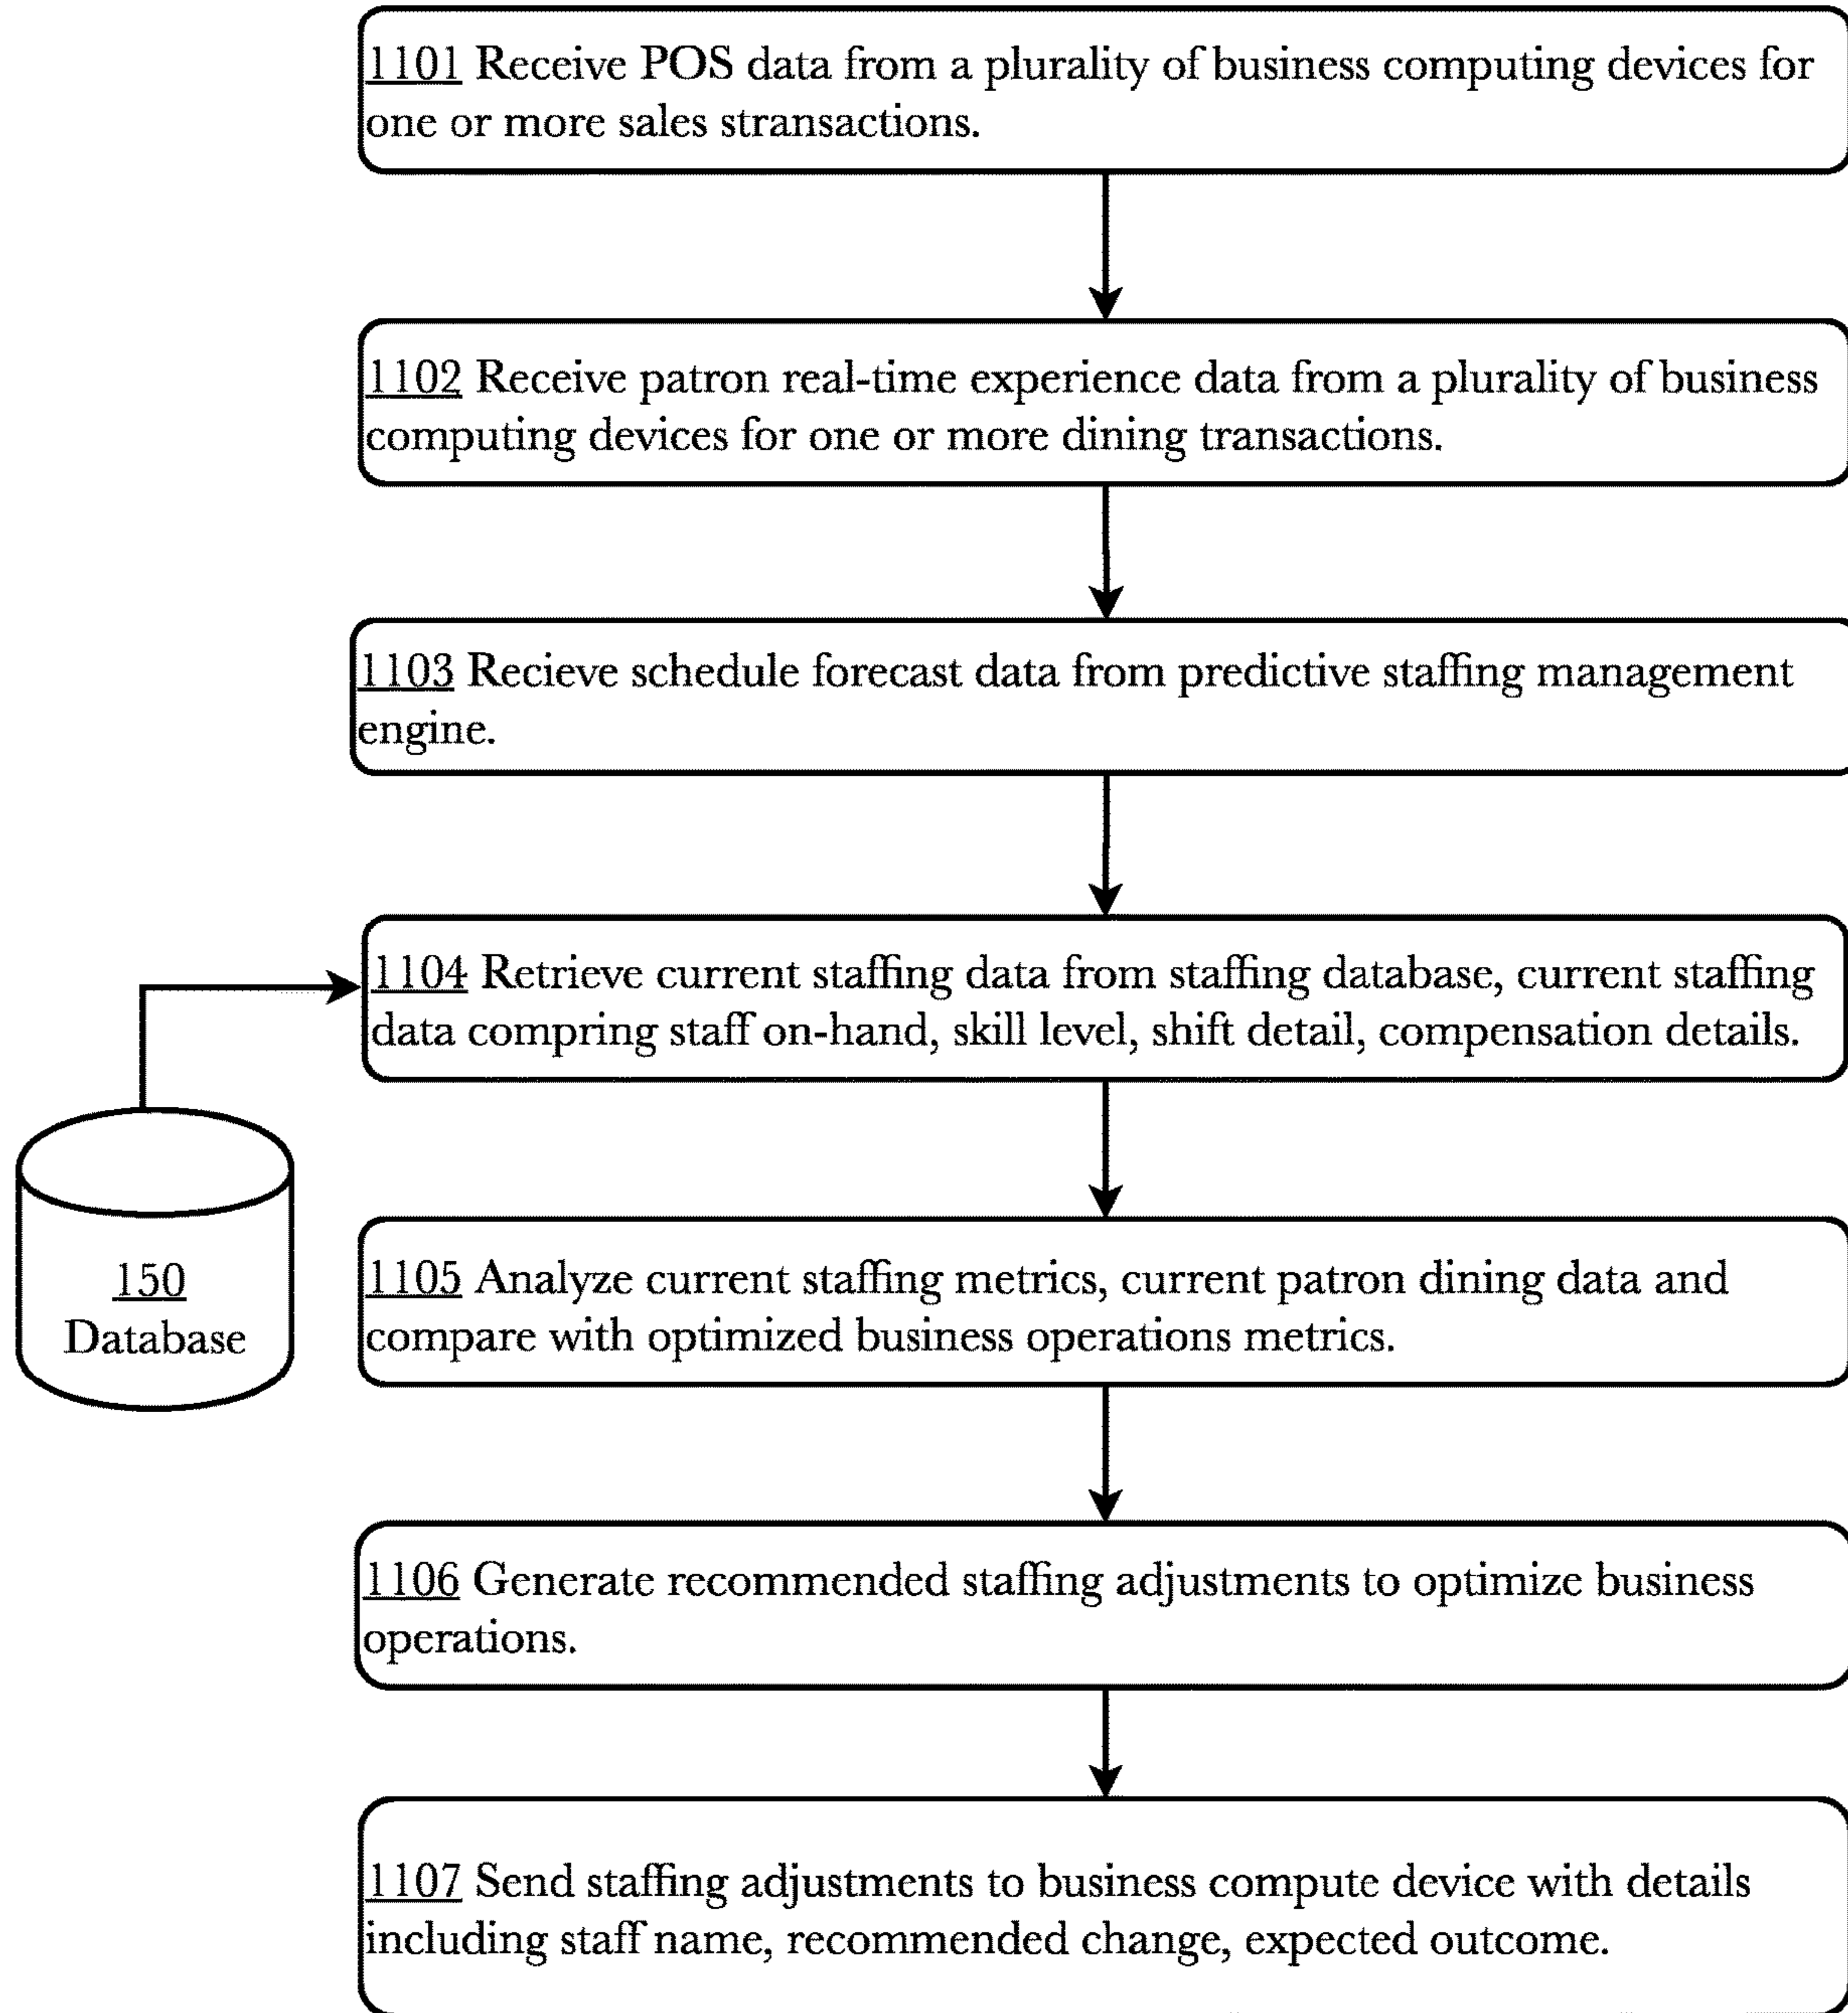 1101 Receive POS data from a plurality of business computing devices for
one or more sales stransactions.
1102 Receive patron real-time experience data from a plurality of business
computing devices for one or more dining transactions.
1103 Recieve schedule forecast data from predictive staffing management
engine.
1104 Retrieve current staffing data from staffing database, current staffing
data compring staff on-hand, skill level, shift detail, compensation details.
150
Database
1105 Analyze current staffing metrics, current patron dining data and
compare with optimized business operations metrics.
1106 Generate recommended staffing adjustments to optimize business
operations.
1107 Send staffing adjustments to business compute device with details
including staff name, recommended change, expected outcome.